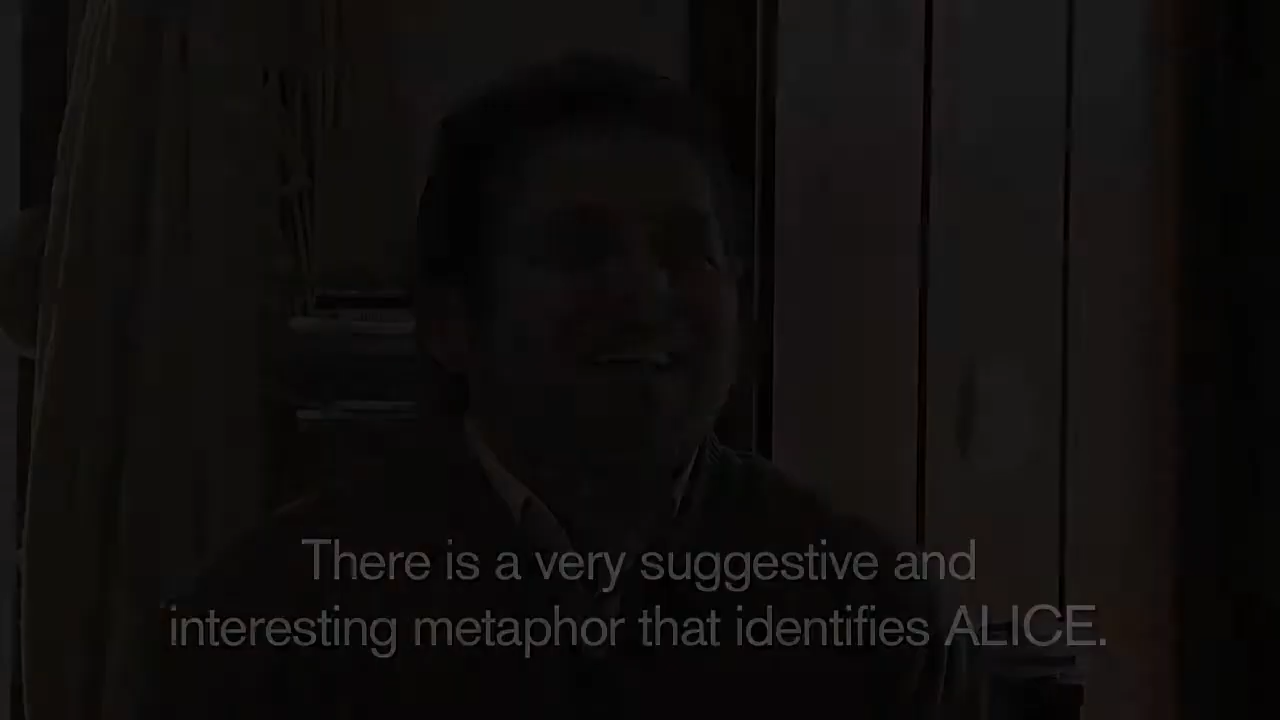 There is a very suggestive and
interesting metaphor that identifies ALICE.